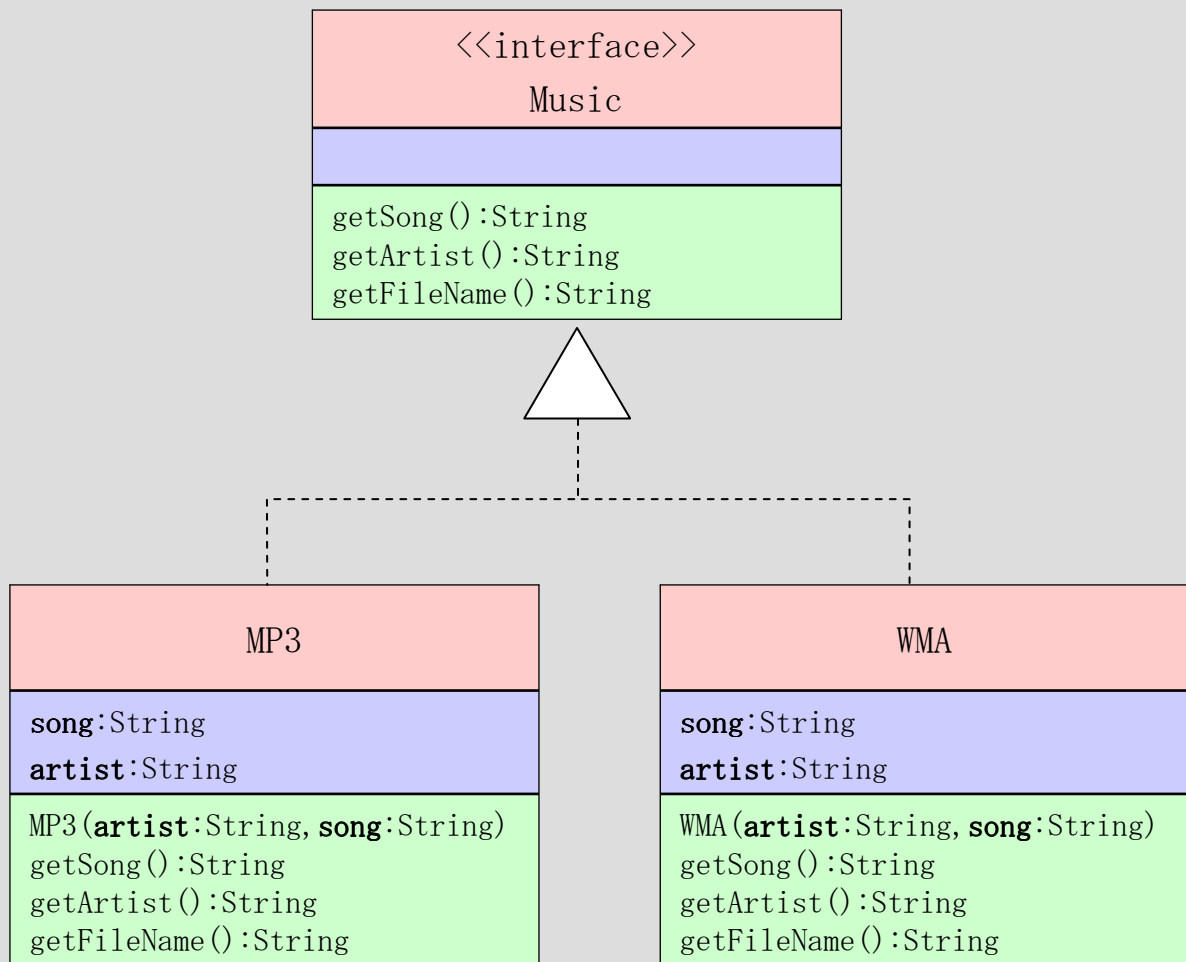 <<interface>>
Music
getSong():String
getArtist():String
getFileName():String
MP3
song:String
artist:String
MP3(artist:String,song:String)
getSong():String
getArtist():String
getFileName():String
WMA
song:String
artist:String
WMA(artist:String,song:String)
getSong():String
getArtist():String
getFileName():String